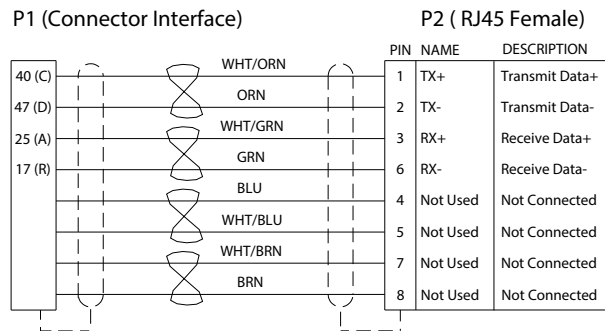 P1 (Connector Interface)
P2 ( RJ45 Female)
PIN NAME DESCRIPTION
40 (C) WHT/ORN 1 TX+ Transmit Data+
47 (D) ORN 2 TX- Transmit Data-
25 (A) WHT/GRN 3 RX+ Receive Data+
17 (R) GRN 6 RX- Receive Data-
BLU 4 Not Used Not Connected
WHT/BLU 5 Not Used Not Connected
WHT/BRN 7 Not Used Not Connected
BRN 8 Not Used Not Connected